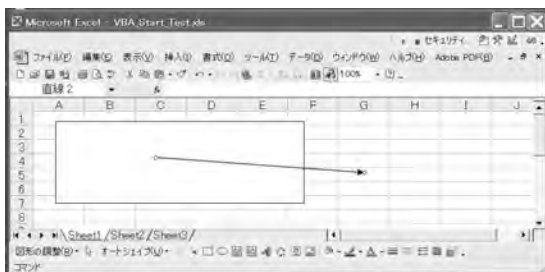 Microsoft Excel - VBA_Start_Test.xls
セキュリティ
ファイル(F) 編集(E) 表示(V) 挿入(I) 書式(O) ツール(T) データ(D) ウィンドウ(W) ヘルプ(H) Adobe PDF(B)
100%
直線 2
A B C D E F G H I J
1
2
3
4
5
6
7
8
Sheet1 / Sheet2 / Sheet3 /
図形の調整(R) オートシェイプ(U)
コマンド